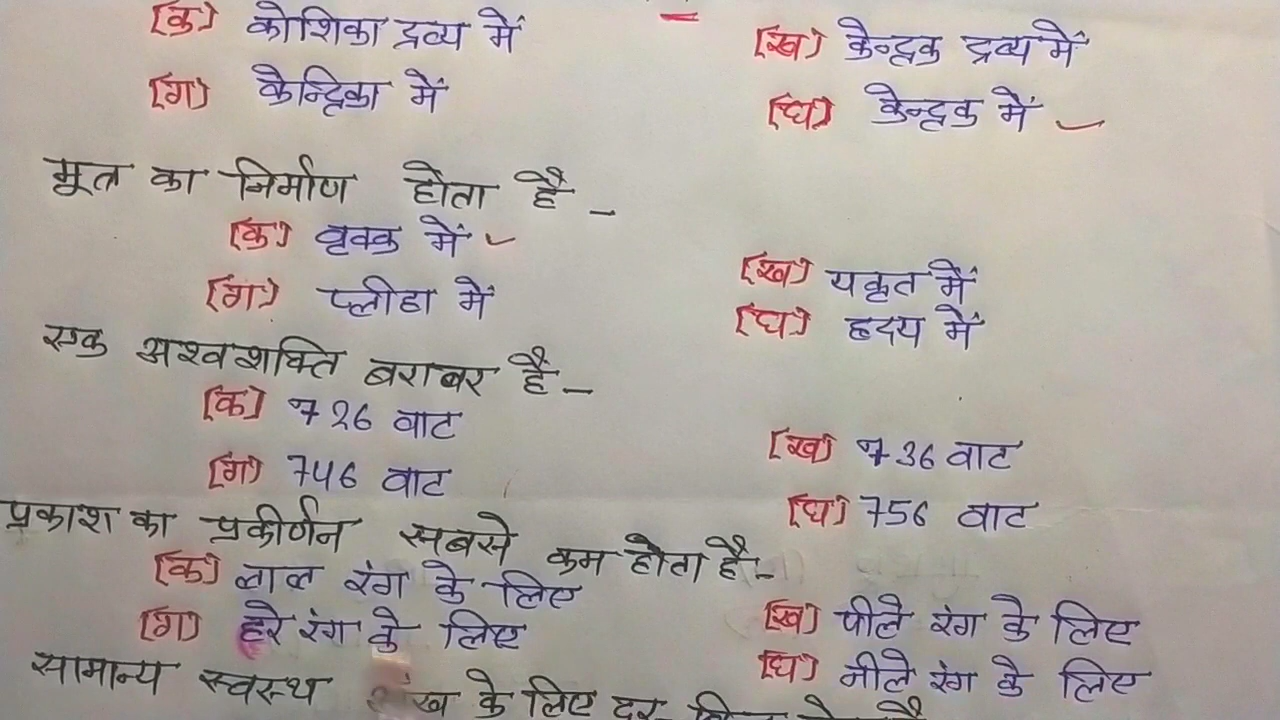 (क) कोशिका द्रव्य में (ख) केन्द्रक द्रव्य में
(ग) केन्द्रिका में (घ) केन्द्रक में
मूत्र का निर्माण होता है -
(क) वृक्क में (ख) यकृत में
(ग) प्लीहा में (घ) हृदय में
एक अश्वशक्ति बराबर है -
(क) 726 वाट (ख) 736 वाट
(ग) 746 वाट (घ) 756 वाट
प्रकाश का प्रकीर्णन सबसे कम होता है -
(क) लाल रंग के लिए (ख) पीले रंग के लिए
(ग) हरे रंग के लिए (घ) नीले रंग के लिए
सामान्य स्वस्थ के लिए